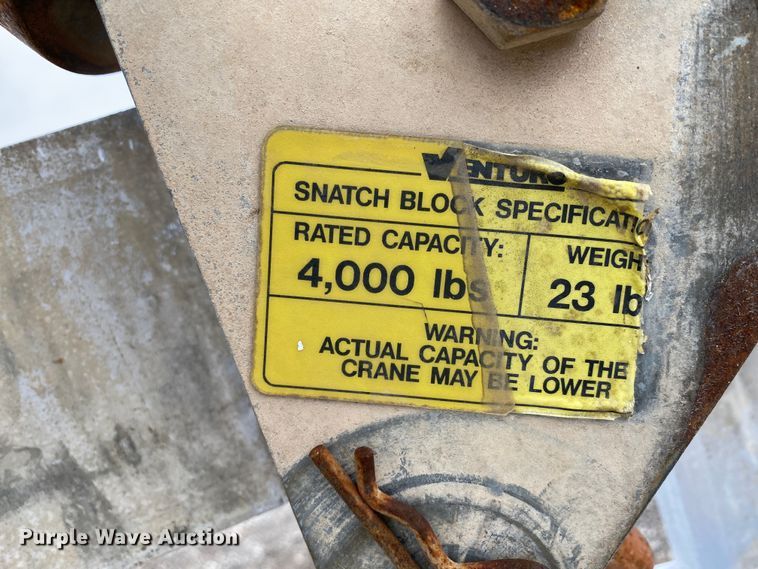 VENTURO
SNATCH BLOCK SPECIFICATIO
RATED CAPACITY:
4,000 lbs
WEIGH
23 lb
WARNING:
ACTUAL CAPACITY OF THE
CRANE MAY BE LOWER
Purple Wave Auction